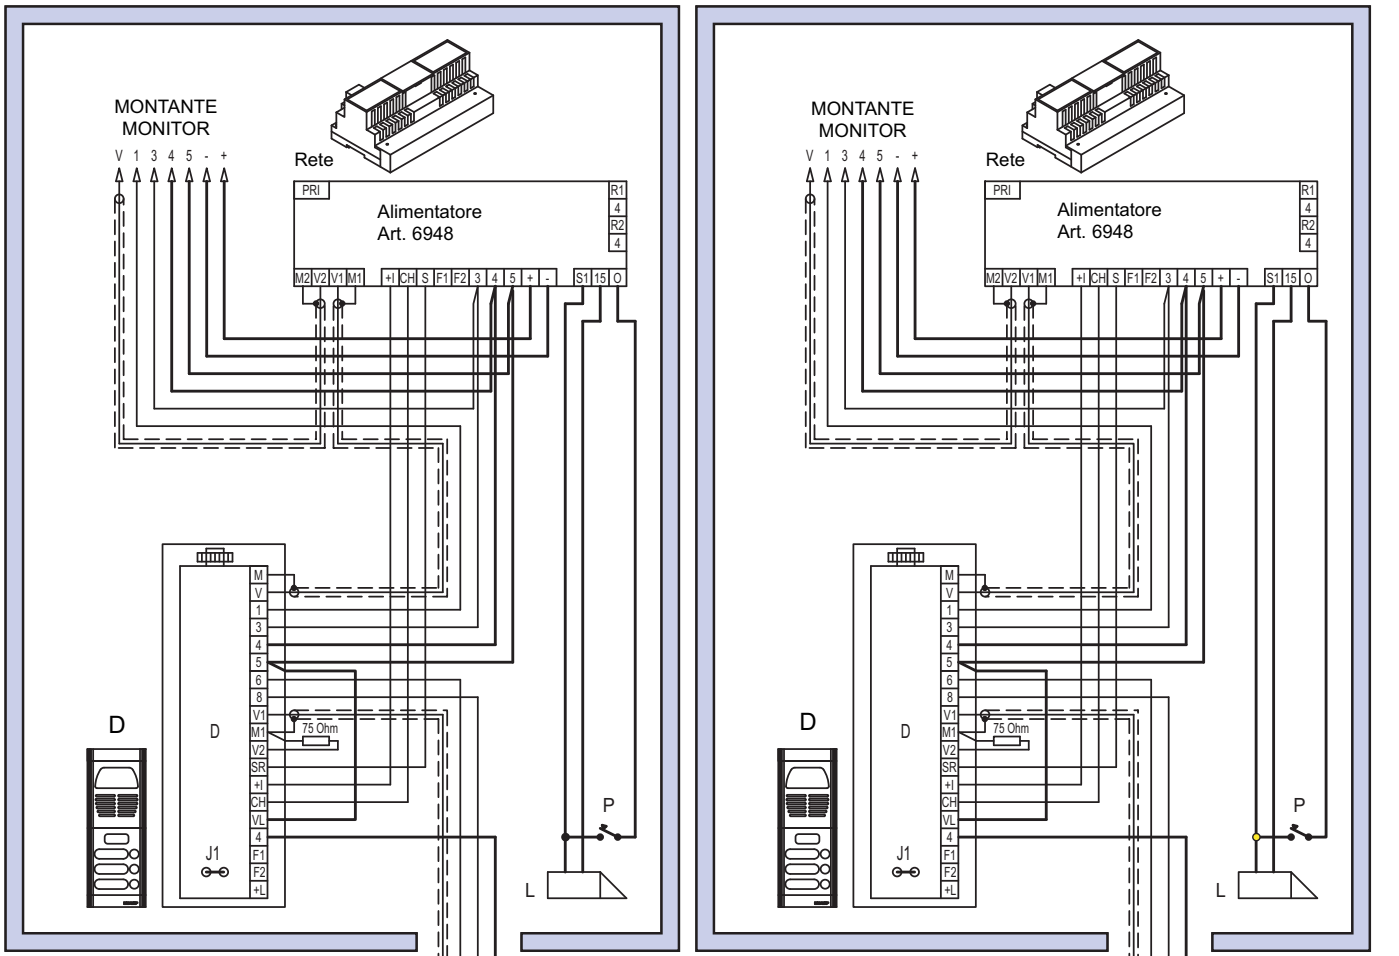 MONTANTE
MONITOR
V 1 3 4 5 - +
Rete
PRI
R1
4
R2
4
Alimentatore
Art. 6948
M2 V2 V1 M1 +I CH S F1 F2 3 4 5 + - S1 15 O
M
V
1
3
4
5
6
8
V1
M1
V2
SR
+I
CH
VL
4
F1
F2
+L
75 Ohm
D
D
J1
P
L
MONTANTE
MONITOR
V 1 3 4 5 - +
Rete
PRI
R1
4
R2
4
Alimentatore
Art. 6948
M2 V2 V1 M1 +I CH S F1 F2 3 4 5 + - S1 15 O
M
V
1
3
4
5
6
8
V1
M1
V2
SR
+I
CH
VL
4
F1
F2
+L
75 Ohm
D
D
J1
P
L